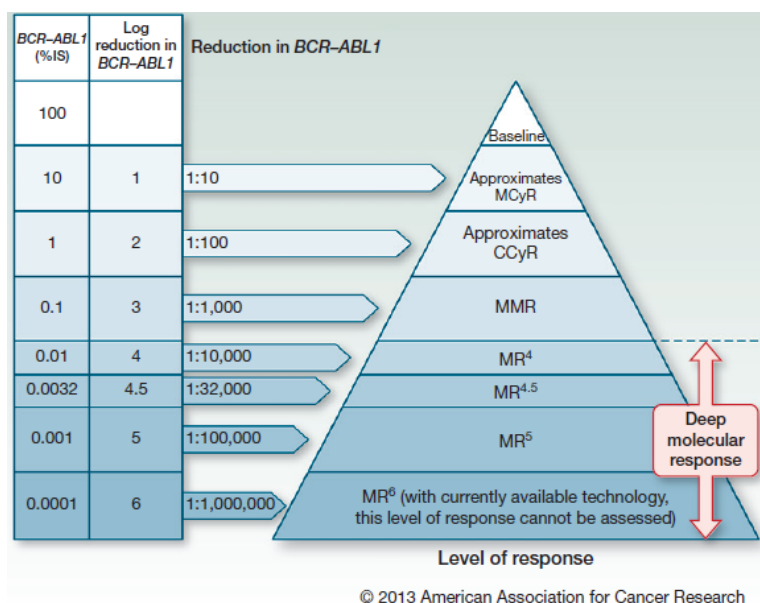 BCR–ABL1 (%IS)
Log reduction in BCR–ABL1
Reduction in BCR–ABL1
100
Baseline
10
1
1:10
Approximates
MCyR
1
2
1:100
Approximates
CCyR
0.1
3
1:1,000
MMR
0.01
4
1:10,000
MR4
0.0032
4.5
1:32,000
MR4.5
0.001
5
1:100,000
MR5
0.0001
6
1:1,000,000
MR6 (with currently available technology,
this level of response cannot be assessed)
Deep
molecular
response
Level of response
© 2013 American Association for Cancer Research